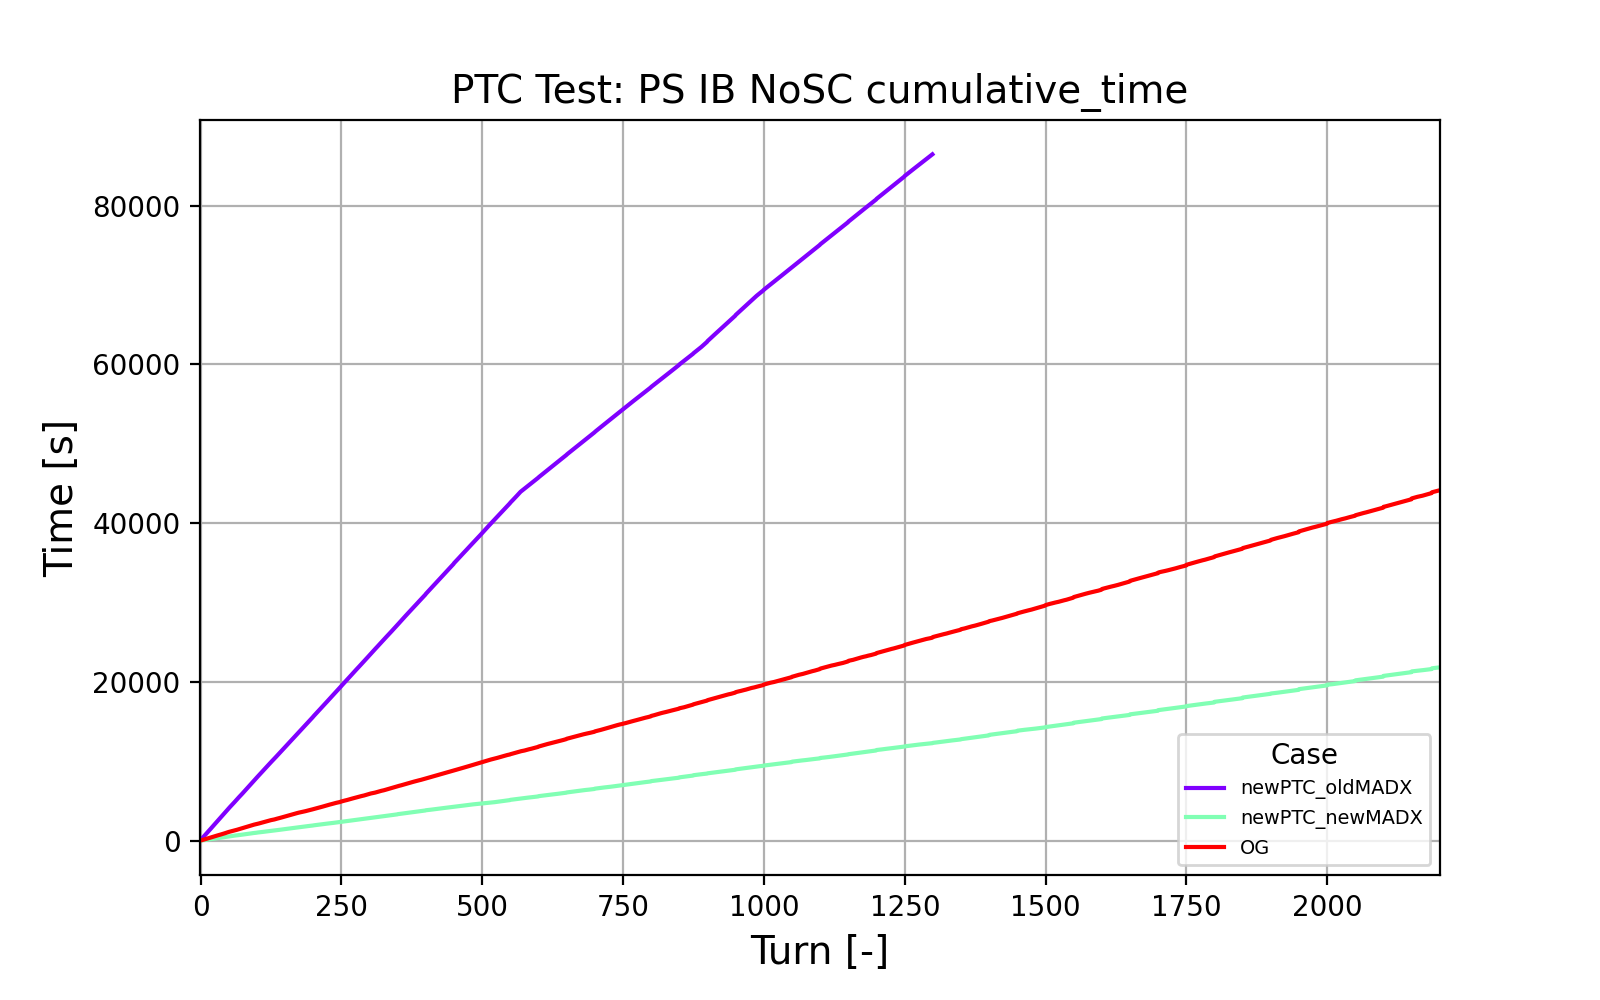 PTC Test: PS IB NoSC cumulative_time
Time [s]
80000
60000
40000
20000
0
0 250 500 750 1000 1250 1500 1750 2000
Turn [-]
Case
newPTC_oldMADX
newPTC_newMADX
OG